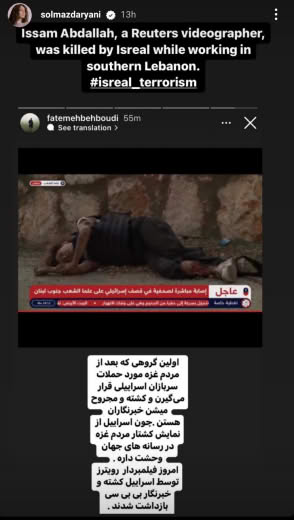 solmazdaryani 13h
Issam Abdallah, a Reuters videographer,
was killed by Isreal while working in
southern Lebanon.
#isreal_terrorism
fatemehbehboudi 55m
See translation >
عاجل
إصابة مباشرة لصحفية في قصف إسرائيلي على علما الشعب جنوب لبنان
تغطية خاصة
اولین گروهی که بعد از
مردم غزه مورد حملات
سربازان اسراییلی قرار
می‌گیرن و کشته و مجروح
میشن خبرنگاران
هستن .چون اسراییل از
نمایش کشتار مردم غزه
در رسانه های جهان
وحشت داره .
امروز فیلمبردار رویترز
توسط اسراییل کشته و
خبرنگار بی بی سی
بازداشت شدند .